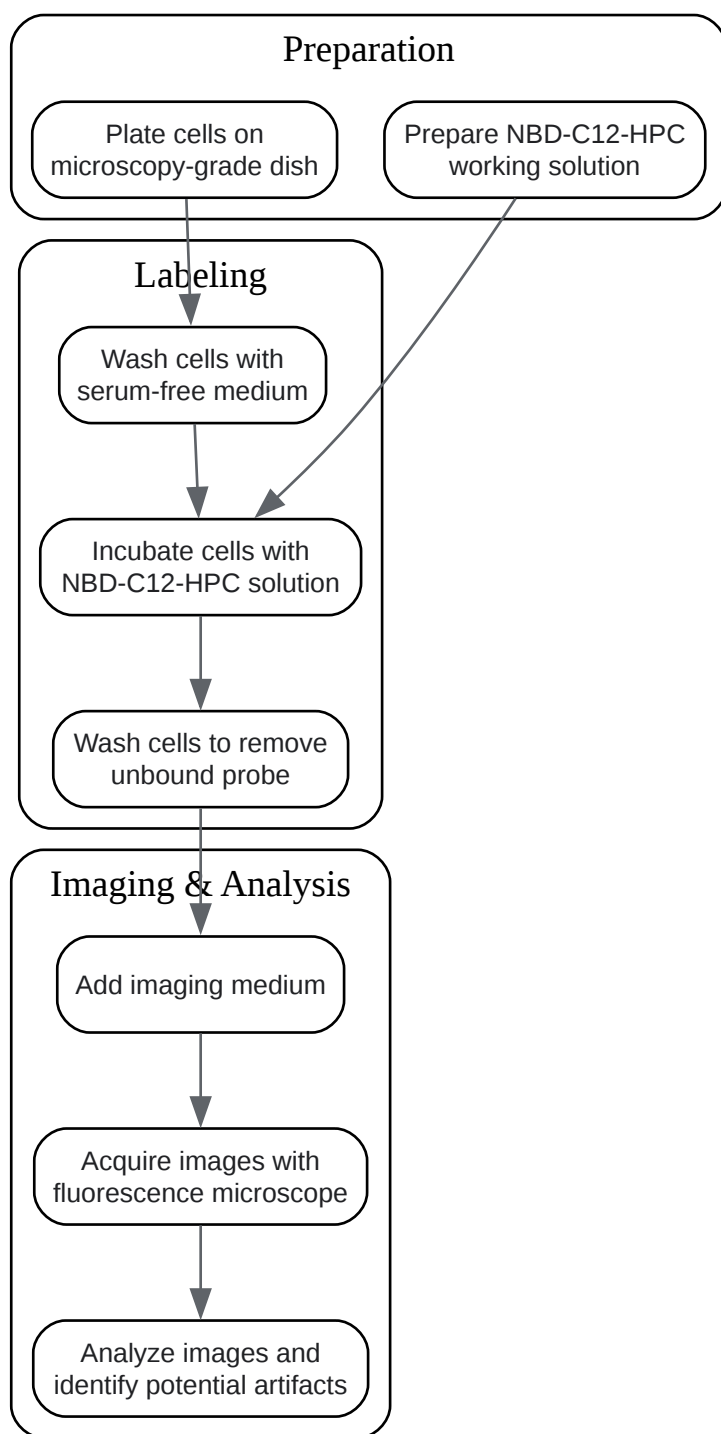 Preparation
Plate cells on
microscopy-grade dish
Prepare NBD-C12-HPC
working solution
Labeling
Wash cells with
serum-free medium
Incubate cells with
NBD-C12-HPC solution
Wash cells to remove
unbound probe
Imaging & Analysis
Add imaging medium
Acquire images with
fluorescence microscope
Analyze images and
identify potential artifacts